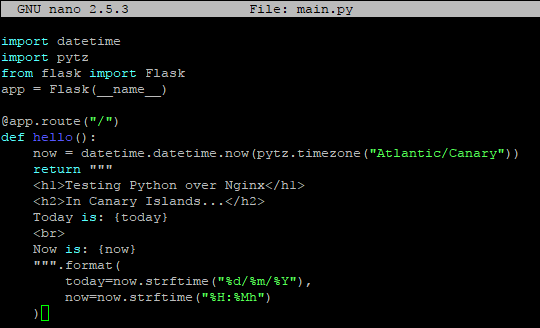 GNU nano 2.5.3 File: main.py
import datetime
import pytz
from flask import Flask
app = Flask(__name__)
@app.route("/")
def hello():
    now = datetime.datetime.now(pytz.timezone("Atlantic/Canary"))
    return """
    <h1>Testing Python over Nginx</h1>
    <h2>In Canary Islands...</h2>
    Today is: {today}
    <br>
    Now is: {now}
    """.format(
        today=now.strftime("%d/%m/%Y"),
        now=now.strftime("%H:%Mh")
    )